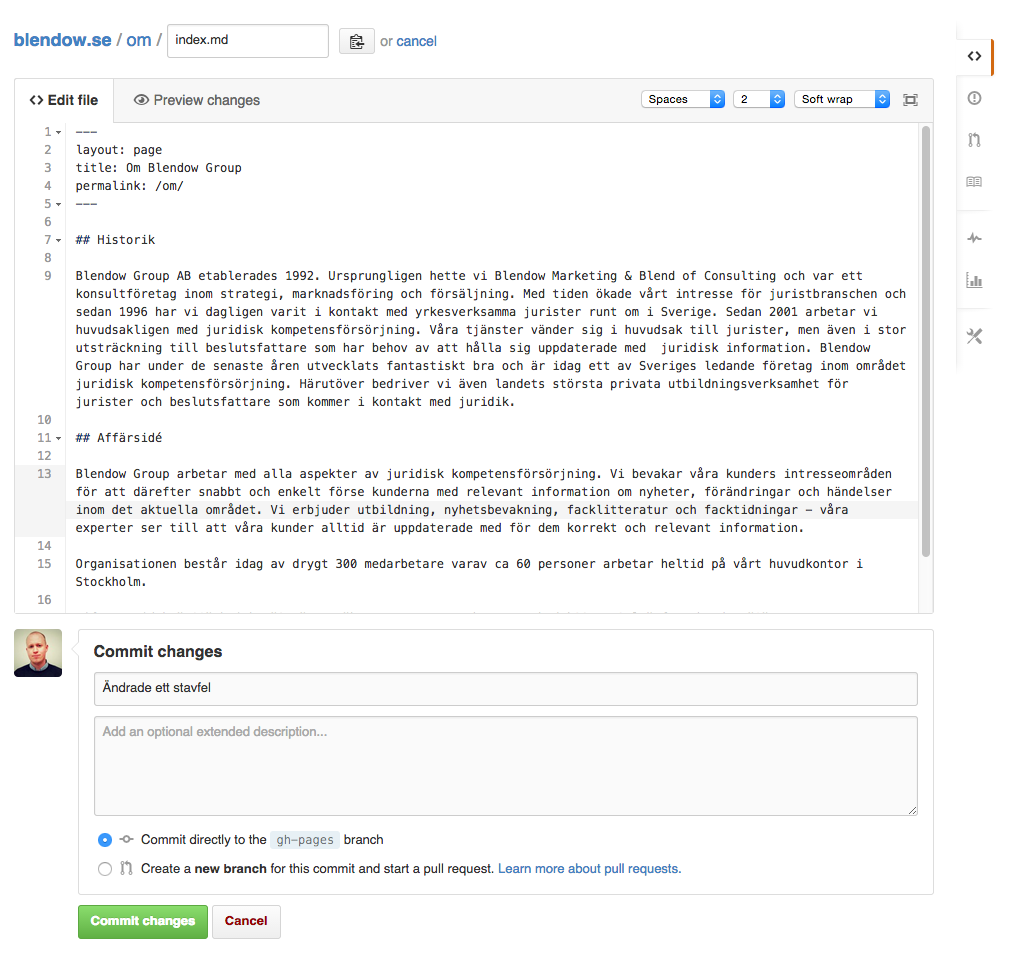 blendow.se / om / index.md or cancel
Edit file Preview changes Spaces 2 Soft wrap
1 ---
2 layout: page
3 title: Om Blendow Group
4 permalink: /om/
5 ---
6
7 ## Historik
8
9 Blendow Group AB etablerades 1992. Ursprungligen hette vi Blendow Marketing & Blend of Consulting och var ett
konsultföretag inom strategi, marknadsföring och försäljning. Med tiden ökade vårt intresse för juristbranschen och
sedan 1996 har vi dagligen varit i kontakt med yrkesverksamma jurister runt om i Sverige. Sedan 2001 arbetar vi
huvudsakligen med juridisk kompetensförsörjning. Våra tjänster vänder sig i huvudsak till jurister, men även i stor
utsträckning till beslutsfattare som har behov av att hålla sig uppdaterade med  juridisk information. Blendow
Group har under de senaste åren utvecklats fantastiskt bra och är idag ett av Sveriges ledande företag inom området
juridisk kompetensförsörjning. Härutöver bedriver vi även landets största privata utbildningsverksamhet för
jurister och beslutsfattare som kommer i kontakt med juridik.
10
11 ## Affärsidé
12
13 Blendow Group arbetar med alla aspekter av juridisk kompetensförsörjning. Vi bevakar våra kunders intresseområden
för att därefter snabbt och enkelt förse kunderna med relevant information om nyheter, förändringar och händelser
inom det aktuella området. Vi erbjuder utbildning, nyhetsbevakning, facklitteratur och facktidningar – våra
experter ser till att våra kunder alltid är uppdaterade med för dem korrekt och relevant information.
14
15 Organisationen består idag av drygt 300 medarbetare varav ca 60 personer arbetar heltid på vårt huvudkontor i
Stockholm.
16
Commit changes
Ändrade ett stavfel
Add an optional extended description...
Commit directly to the gh-pages branch
Create a new branch for this commit and start a pull request. Learn more about pull requests.
Commit changes Cancel